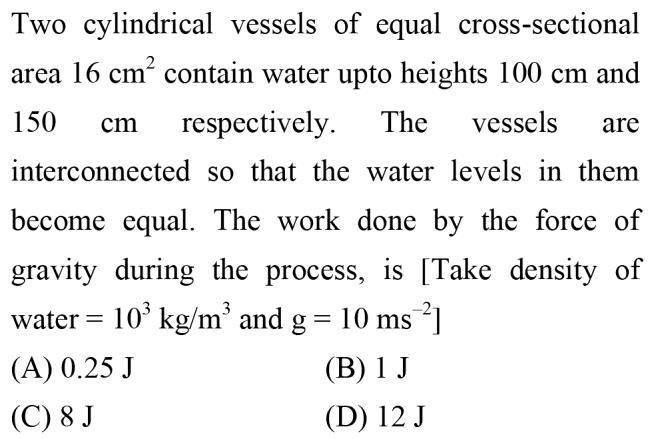 Two cylindrical vessels of equal cross-sectional
area 16 cm² contain water upto heights 100 cm and
150 cm respectively. The vessels are
interconnected so that the water levels in them
become equal. The work done by the force of
gravity during the process, is [Take density of
water = 10³ kg/m³ and g = 10 ms⁻²]
(A) 0.25 J (B) 1 J
(C) 8 J (D) 12 J